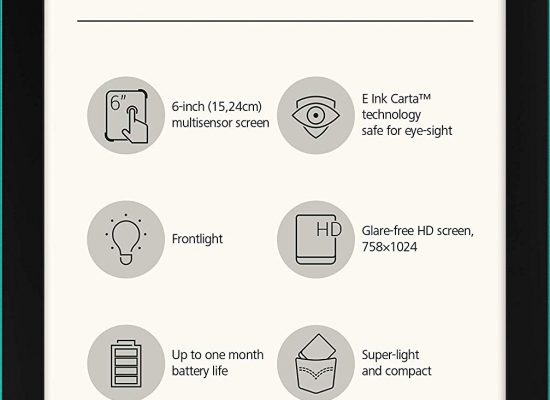 6"
6-inch (15,24cm)
multisensor screen
E Ink Carta™
technology
safe for eye-sight
Frontlight
HD
Glare-free HD screen,
758×1024
Up to one month
battery life
Super-light
and compact